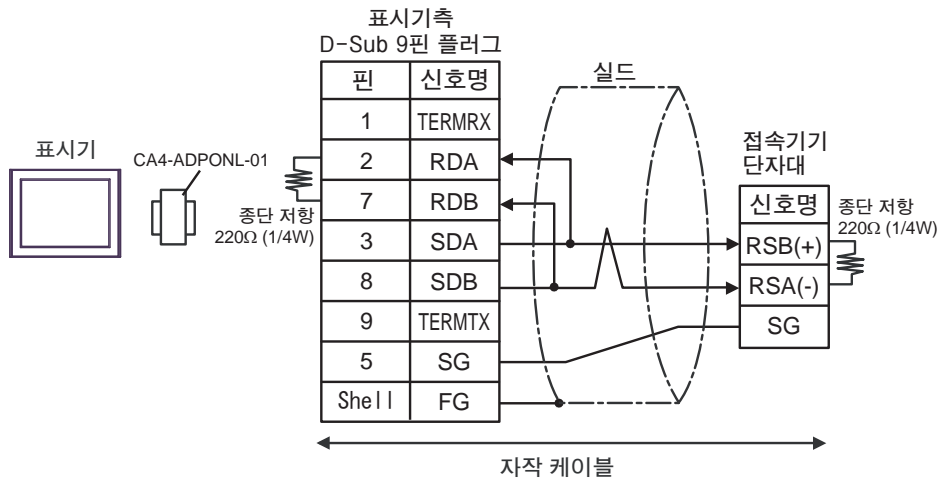 표시기측
D-Sub 9핀 플러그
핀 신호명
1 TERMRX
2 RDA
7 RDB
3 SDA
8 SDB
9 TERMTX
5 SG
Shell FG
표시기
CA4-ADPONL-01
종단 저항
220Ω (1/4W)
실드
접속기기
단자대
신호명
RSB(+)
RSA(-)
SG
종단 저항
220Ω (1/4W)
자작 케이블